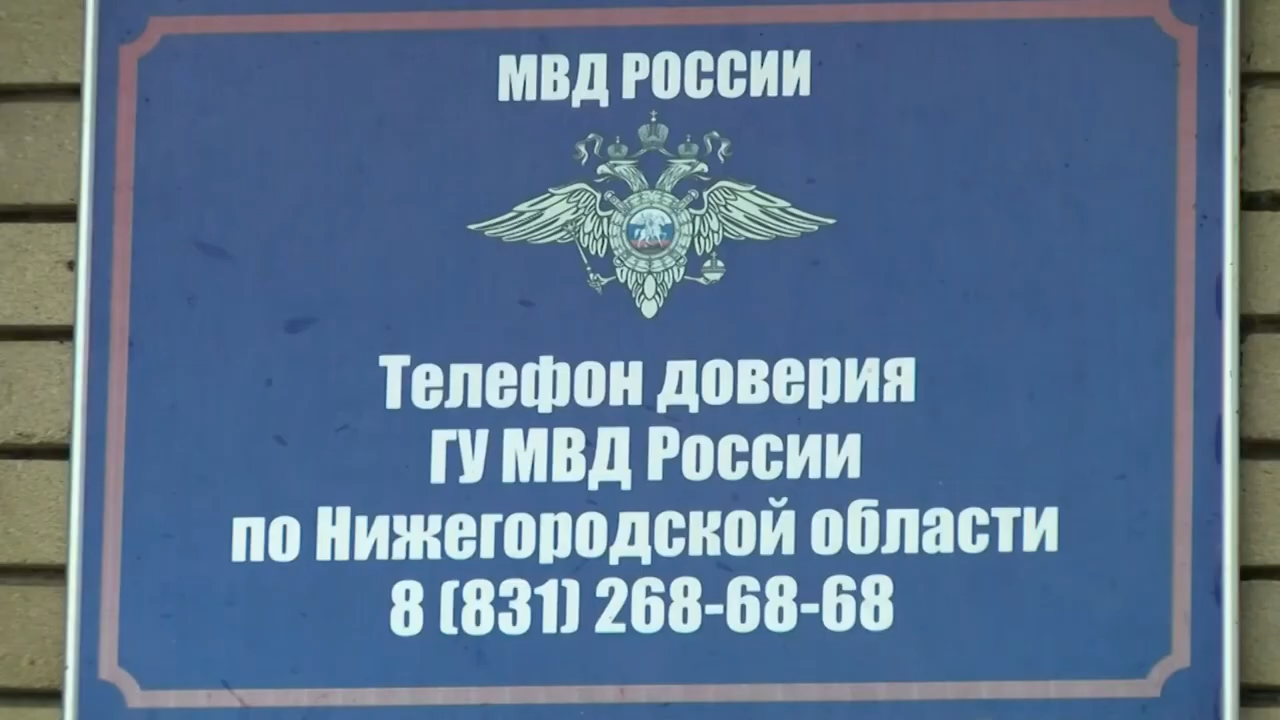 МВД РОССИИ
Телефон доверия
ГУ МВД России
по Нижегородской области
8 (831) 268-68-68